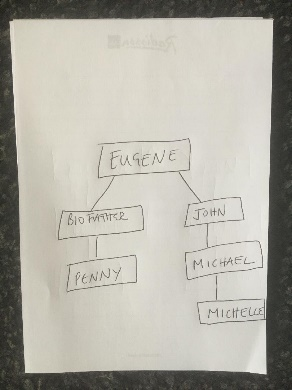 EUGENE
BIOFATHER
JOHN
PENNY
MICHAEL
MICHELLE